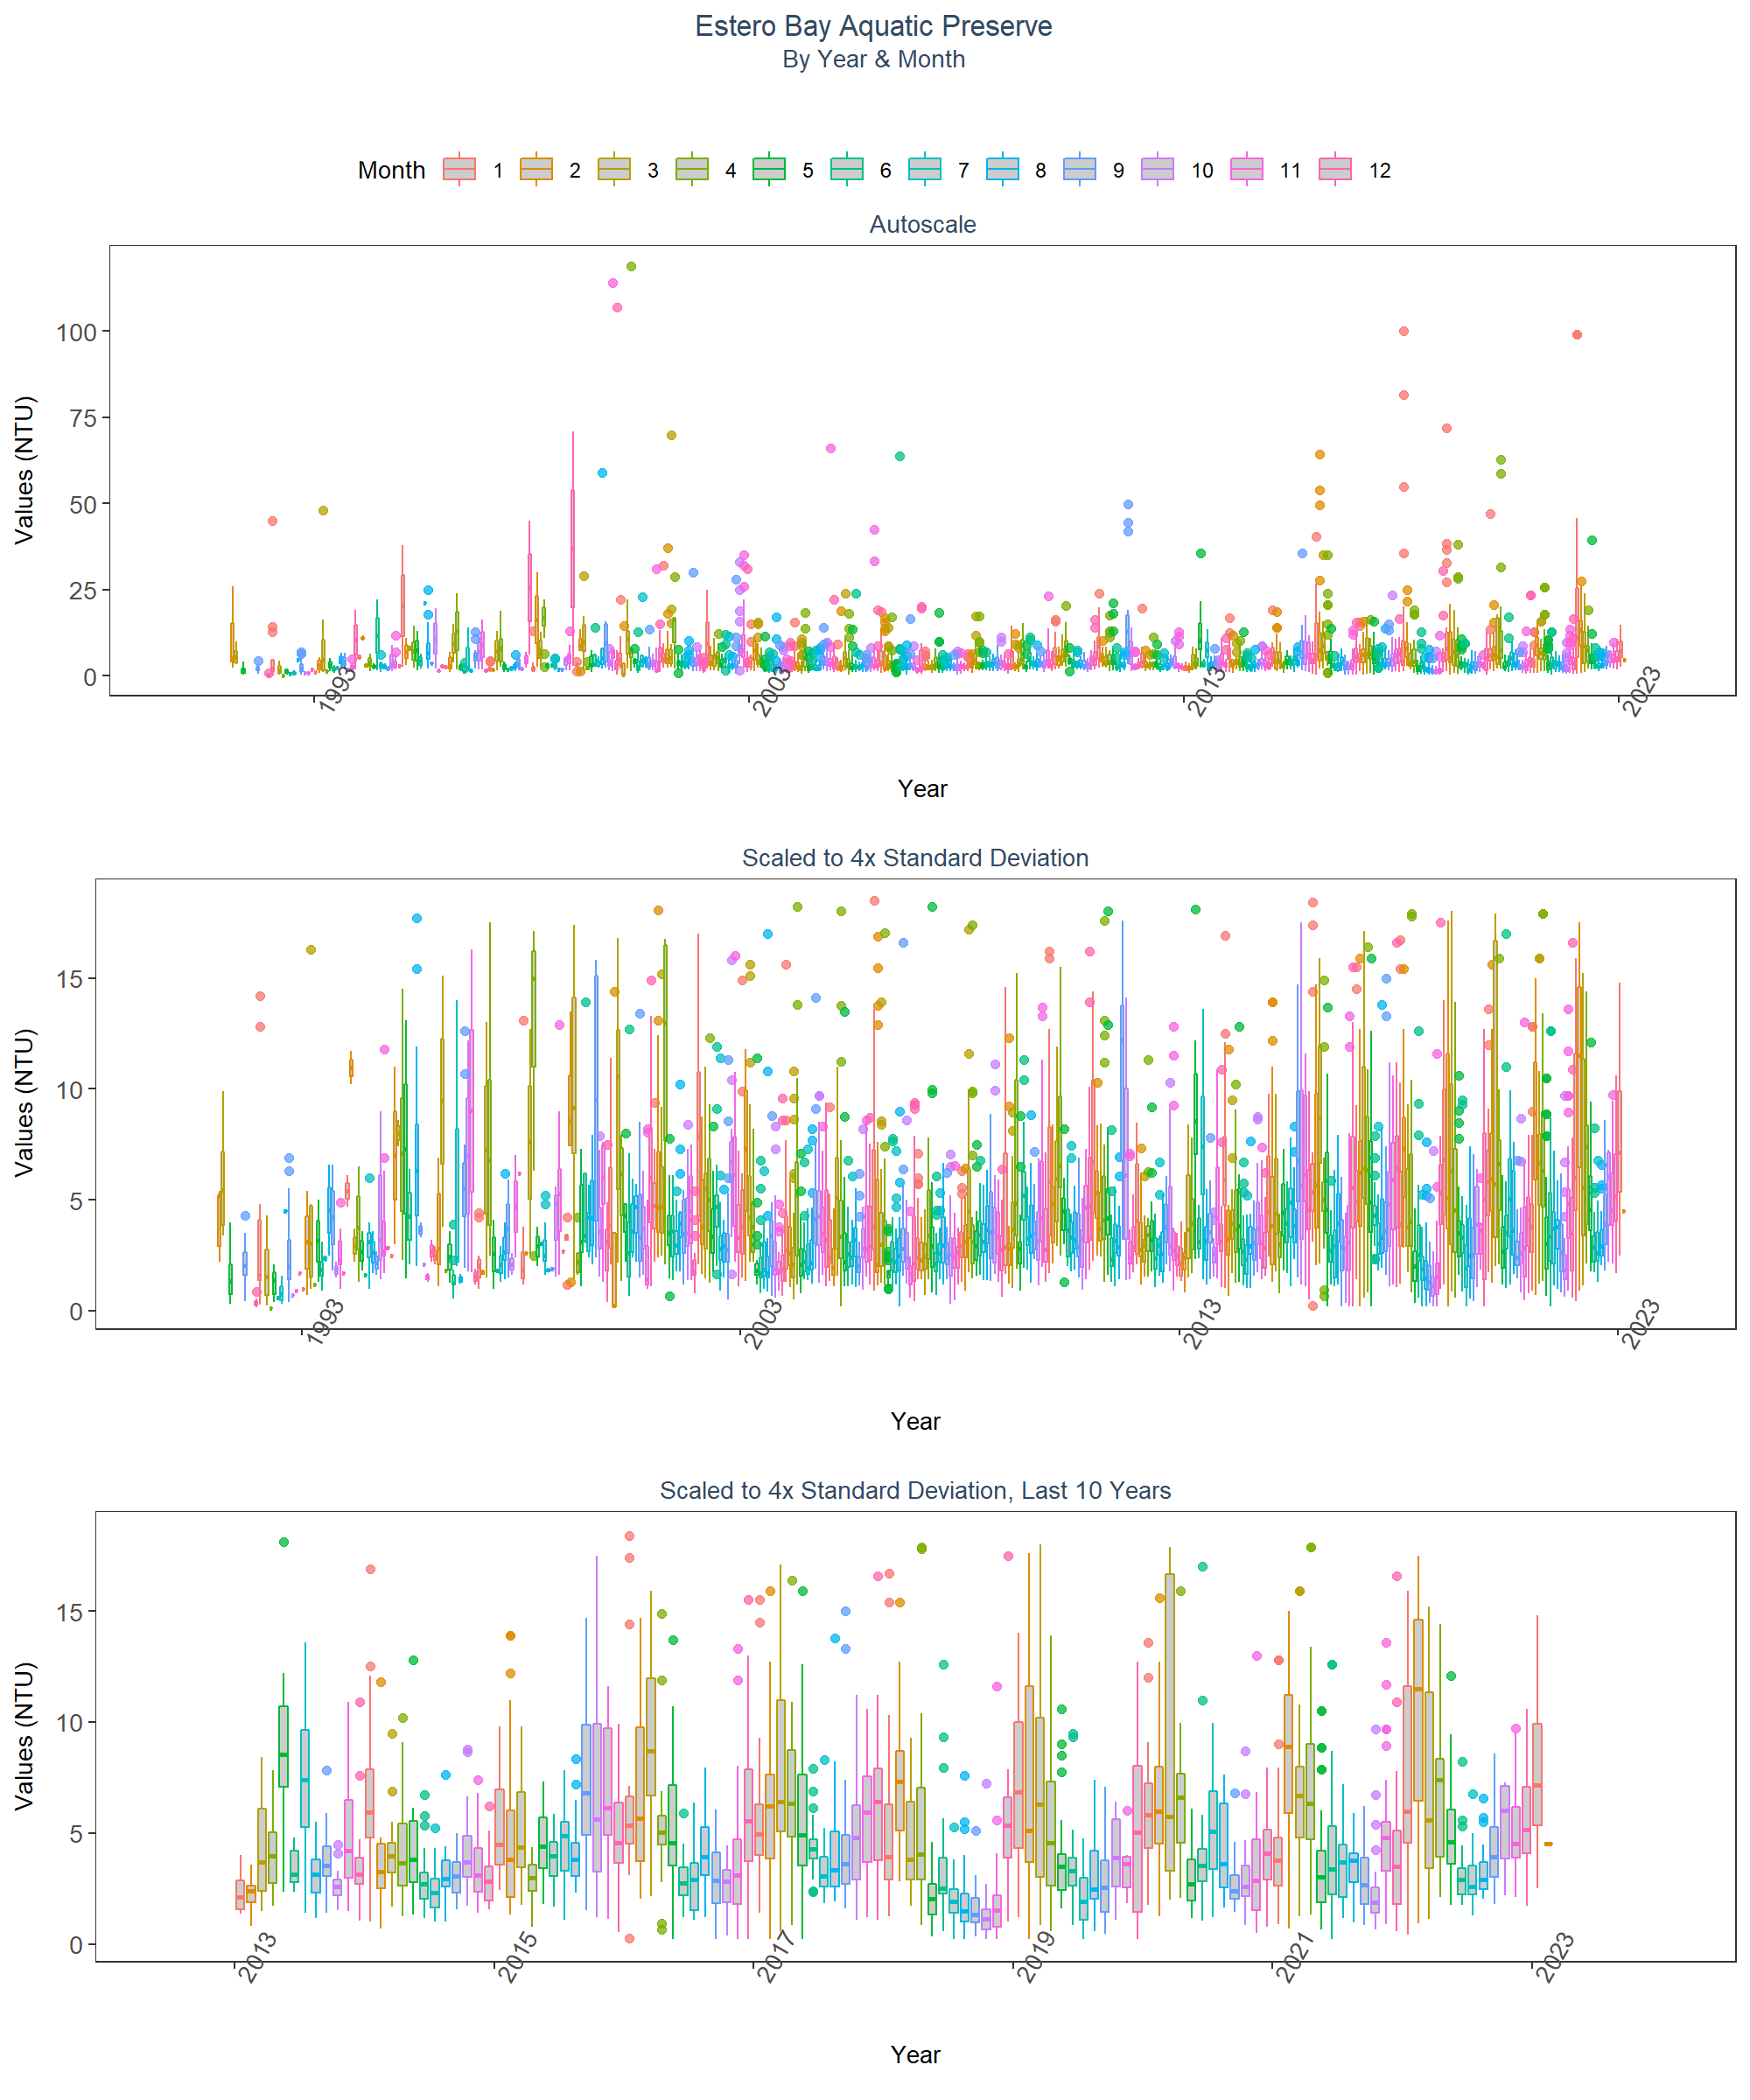 Estero Bay Aquatic Preserve
By Year & Month
Month 1 2 3 4 5 6 7 8 9 10 11 12
Autoscale
Values (NTU)
100
75
50
25
0
1993 2003 2013 2023
Year
Scaled to 4x Standard Deviation
Values (NTU)
15
10
5
0
1993 2003 2013 2023
Year
Scaled to 4x Standard Deviation, Last 10 Years
Values (NTU)
15
10
5
0
2013 2015 2017 2019 2021 2023
Year